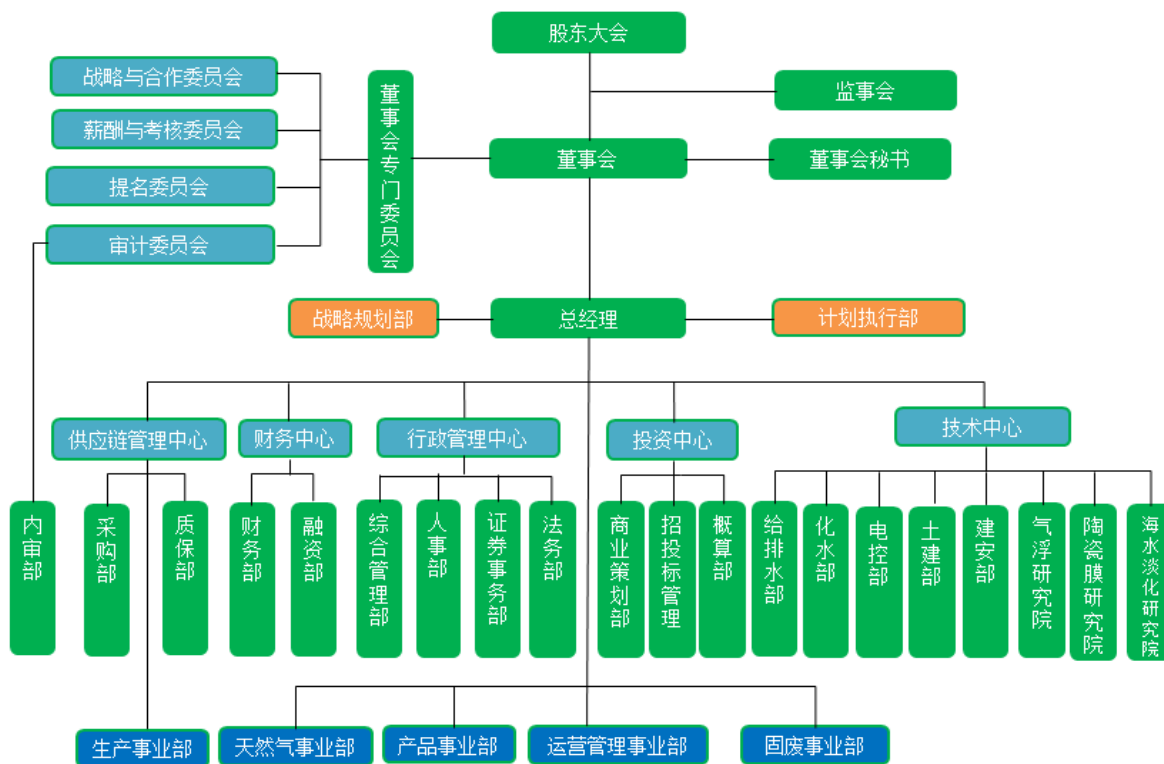 股东大会
战略与合作委员会
监事会
薪酬与考核委员会
董事会专门委员会
董事会
董事会秘书
提名委员会
审计委员会
战略规划部
总经理
计划执行部
供应链管理中心
财务中心
行政管理中心
投资中心
技术中心
内审部
采购部
质保部
财务部
融资部
综合管理部
人事部
证券事务部
法务部
商业策划部
招投标管理
概算部
给排水部
化水部
电控部
土建部
建安部
气浮研究院
陶瓷膜研究院
海水淡化研究院
生产事业部
天然气事业部
产品事业部
运营管理事业部
固废事业部